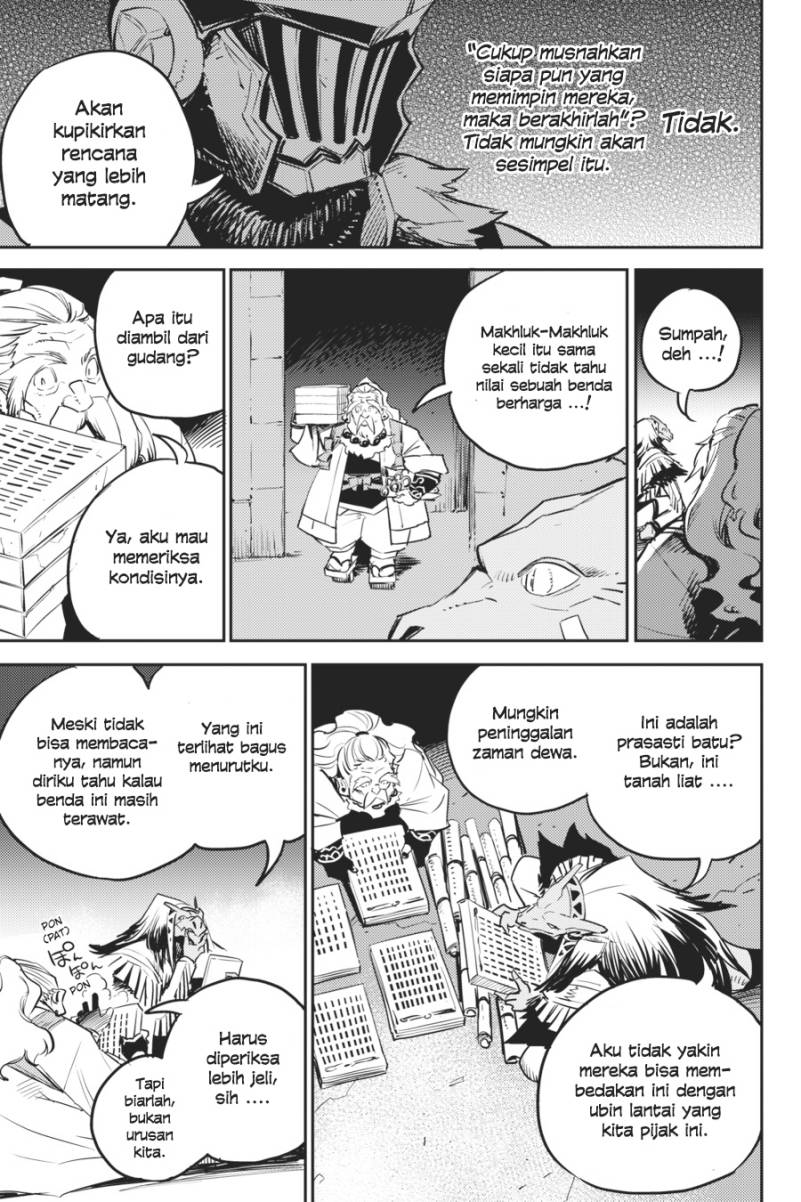 "Cukup musnahkan
siapa pun yang
memimpin mereka,
maka berakhirlah"?
Tidak mungkin akan
sesimpel itu.
Tidak.
Akan
kupikirkan
rencana
yang lebih
matang.
Sumpah,
deh ...!
Makhluk-Makhluk
kecil itu sama
sekali tidak tahu
nilai sebuah benda
berharga ...!
Apa itu
diambil dari
gudang?
Ya, aku mau
memeriksa
kondisinya.
Ini adalah
prasasti batu?
Bukan, ini
tanah liat ....
Mungkin
peninggalan
zaman dewa.
Aku tidak yakin
mereka bisa mem-
bedakan ini dengan
ubin lantai yang
kita pijak ini.
Yang ini
terlihat bagus
menurutku.
Meski tidak
bisa membaca-
nya, namun
diriku tahu kalau
benda ini masih
terawat.
PON
(PAT)
ぽん
ぽん
PON
Harus
diperiksa
lebih jeli,
sih ....
Tapi
biarlah,
bukan
urusan
kita.